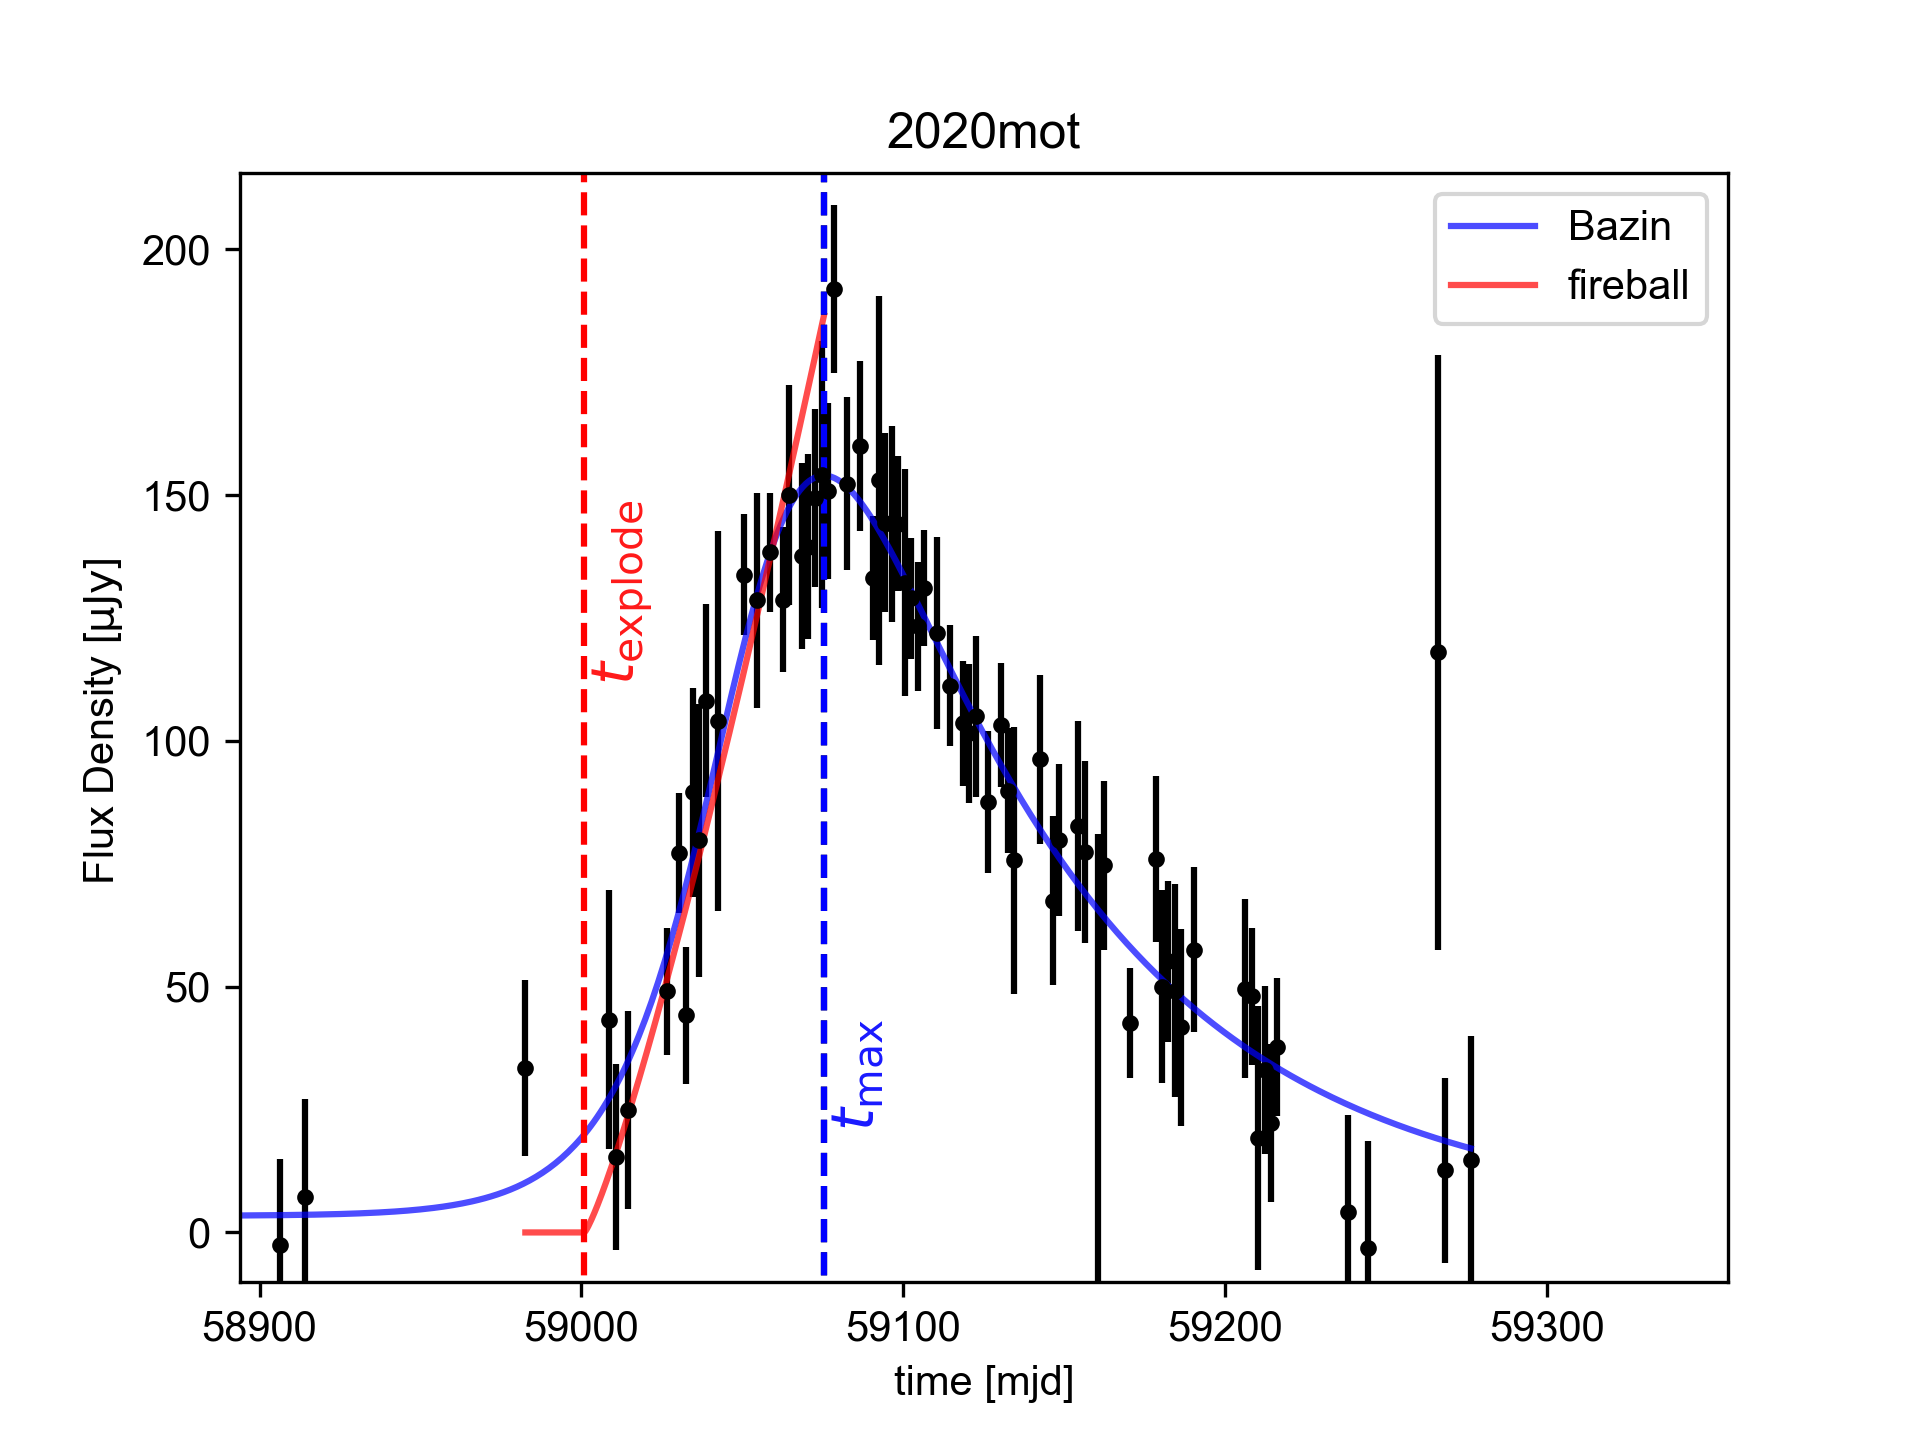 2020mot
Bazin
fireball
Flux Density [µJy]
200
150
100
50
0
t_explode
t_max
58900
59000
59100
59200
59300
time [mjd]